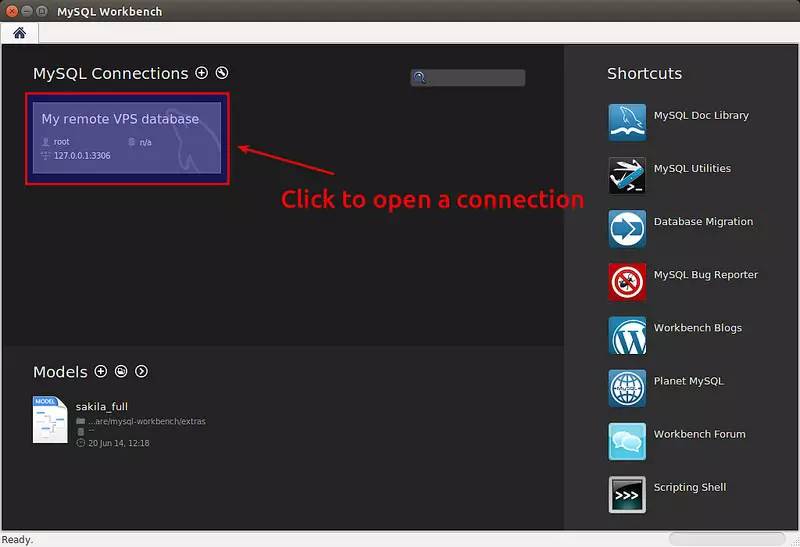 MySQL Workbench
MySQL Connections
My remote VPS database
root
n/a
127.0.0.1:3306
Click to open a connection
Models
MODEL
sakila_full
...are/mysql-workbench/extras
--
20 Jun 14, 12:18
Shortcuts
MySQL Doc Library
MySQL Utilities
Database Migration
MySQL Bug Reporter
Workbench Blogs
Planet MySQL
Workbench Forum
Scripting Shell
Ready.